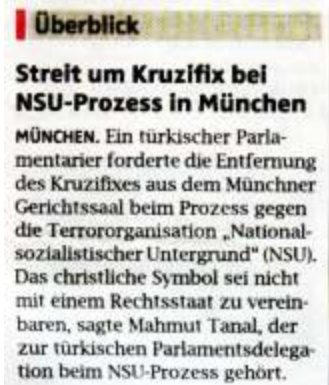 Überblick
Streit um Kruzifix bei
NSU-Prozess in München
MÜNCHEN. Ein türkischer Parla-
mentarier forderte die Entfernung
des Kruzifixes aus dem Münchner
Gerichtssaal beim Prozess gegen
die Terrororganisation „National-
sozialistischer Untergrund“ (NSU).
Das christliche Symbol sei nicht
mit einem Rechtsstaat zu verein-
baren, sagte Mahmut Tanal, der
zur türkischen Parlamentsdelega-
tion beim NSU-Prozess gehört.